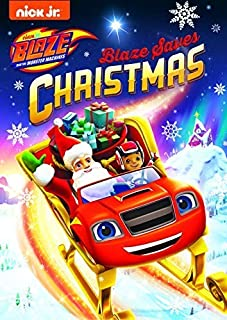 nick jr.
BLAZE
AND THE MONSTER MACHINES
Blaze Saves
CHRISTMAS